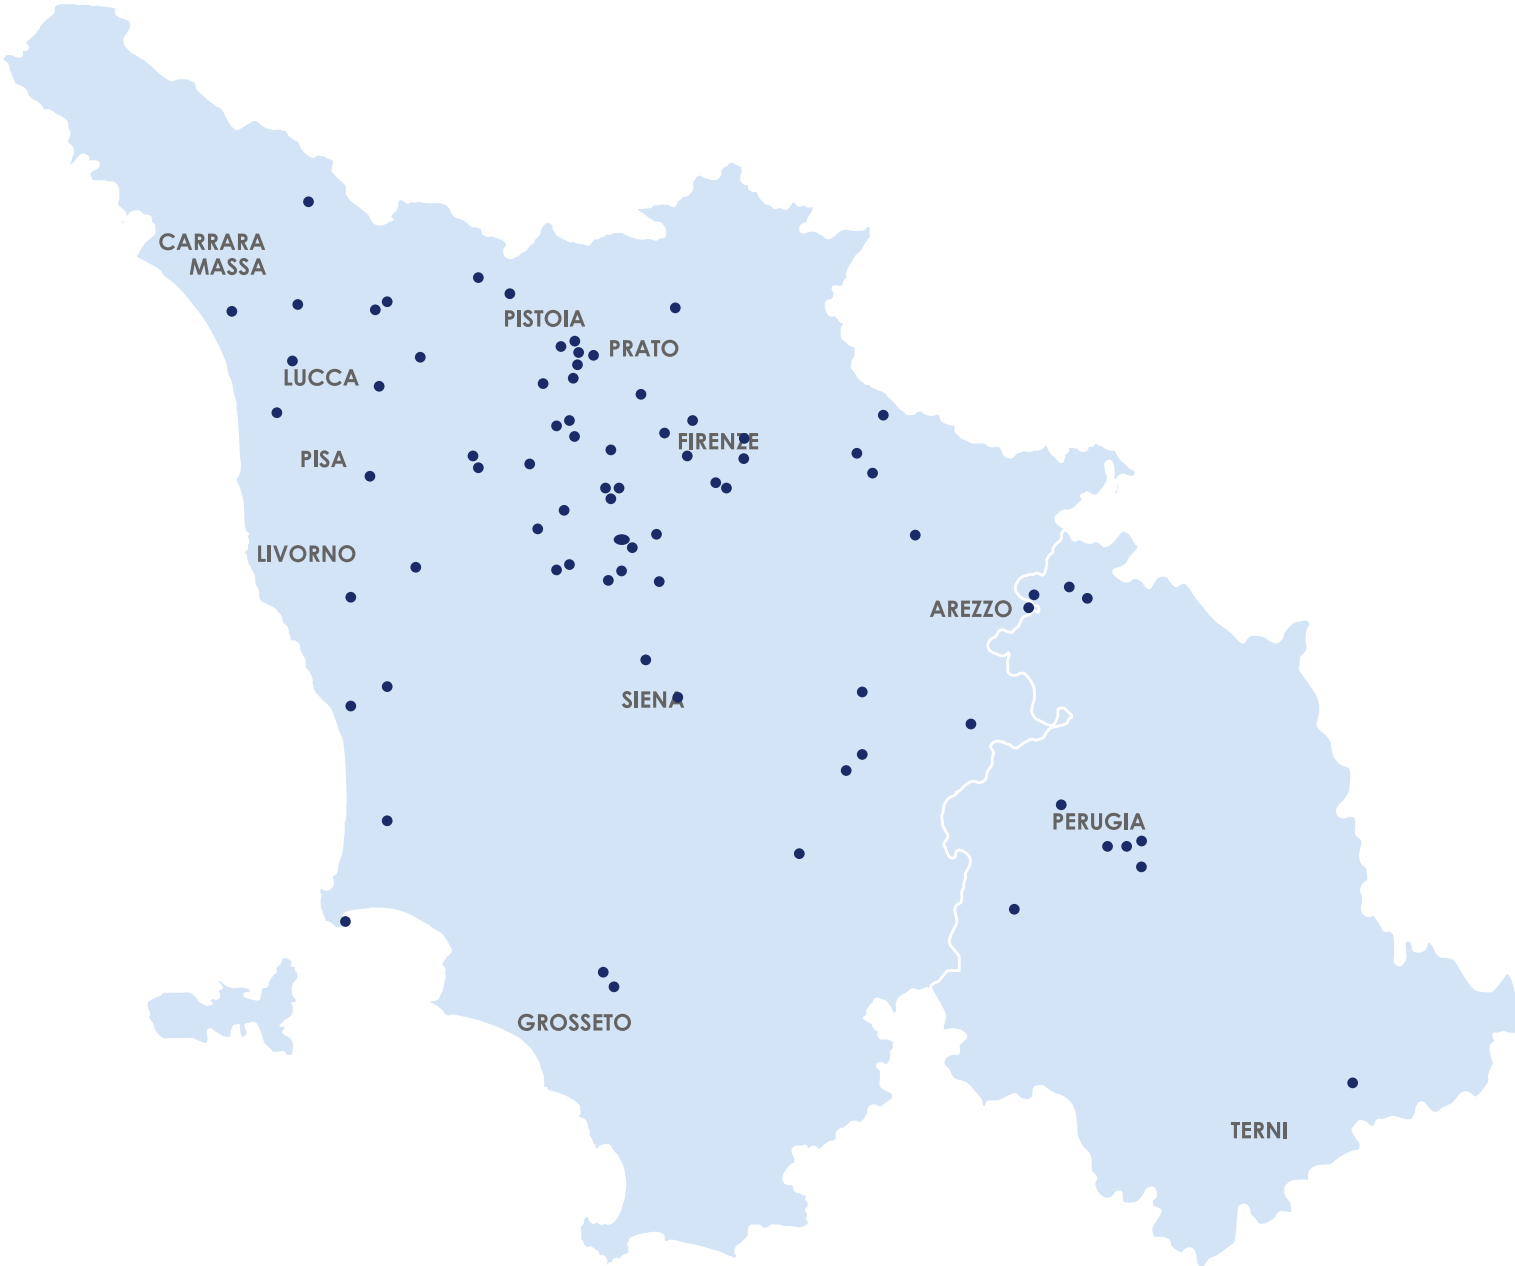 CARRARA
MASSA
PISTOIA
PRATO
LUCCA
FIRENZE
PISA
LIVORNO
AREZZO
SIENA
PERUGIA
GROSSETO
TERNI